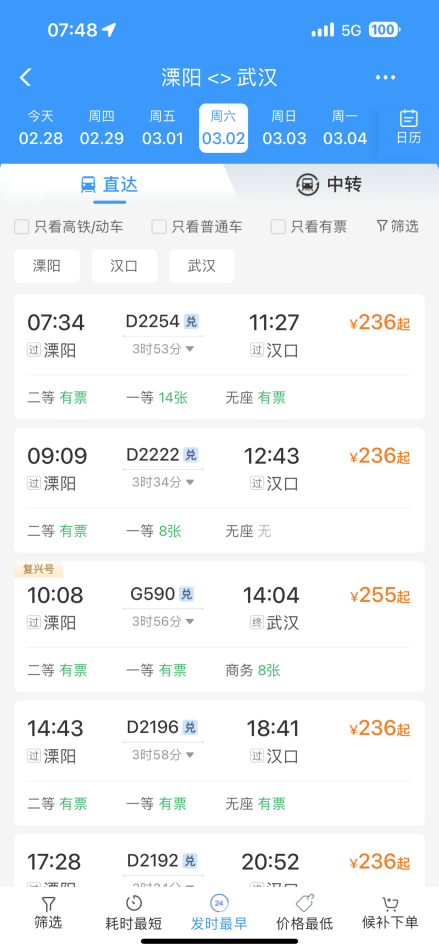 07:48 5G 100
溧阳 <> 武汉
今天 周四 周五 周六 周日 周一
02.28 02.29 03.01 03.02 03.03 03.04 日历
直达 中转
只看高铁/动车 只看普通车 只看有票 筛选
溧阳 汉口 武汉
07:34 D2254 兑 11:27 ¥236起
过 溧阳 3时53分 过 汉口
二等 有票 一等 14张 无座 有票
09:09 D2222 兑 12:43 ¥236起
过 溧阳 3时34分 过 汉口
二等 有票 一等 8张 无座 无
复兴号
10:08 G590 兑 14:04 ¥255起
过 溧阳 3时56分 终 武汉
二等 有票 一等 有票 商务 8张
14:43 D2196 兑 18:41 ¥236起
过 溧阳 3时58分 过 汉口
二等 有票 一等 有票 无座 有票
17:28 D2192 兑 20:52 ¥236起
24
筛选 耗时最短 发时最早 价格最低 候补下单